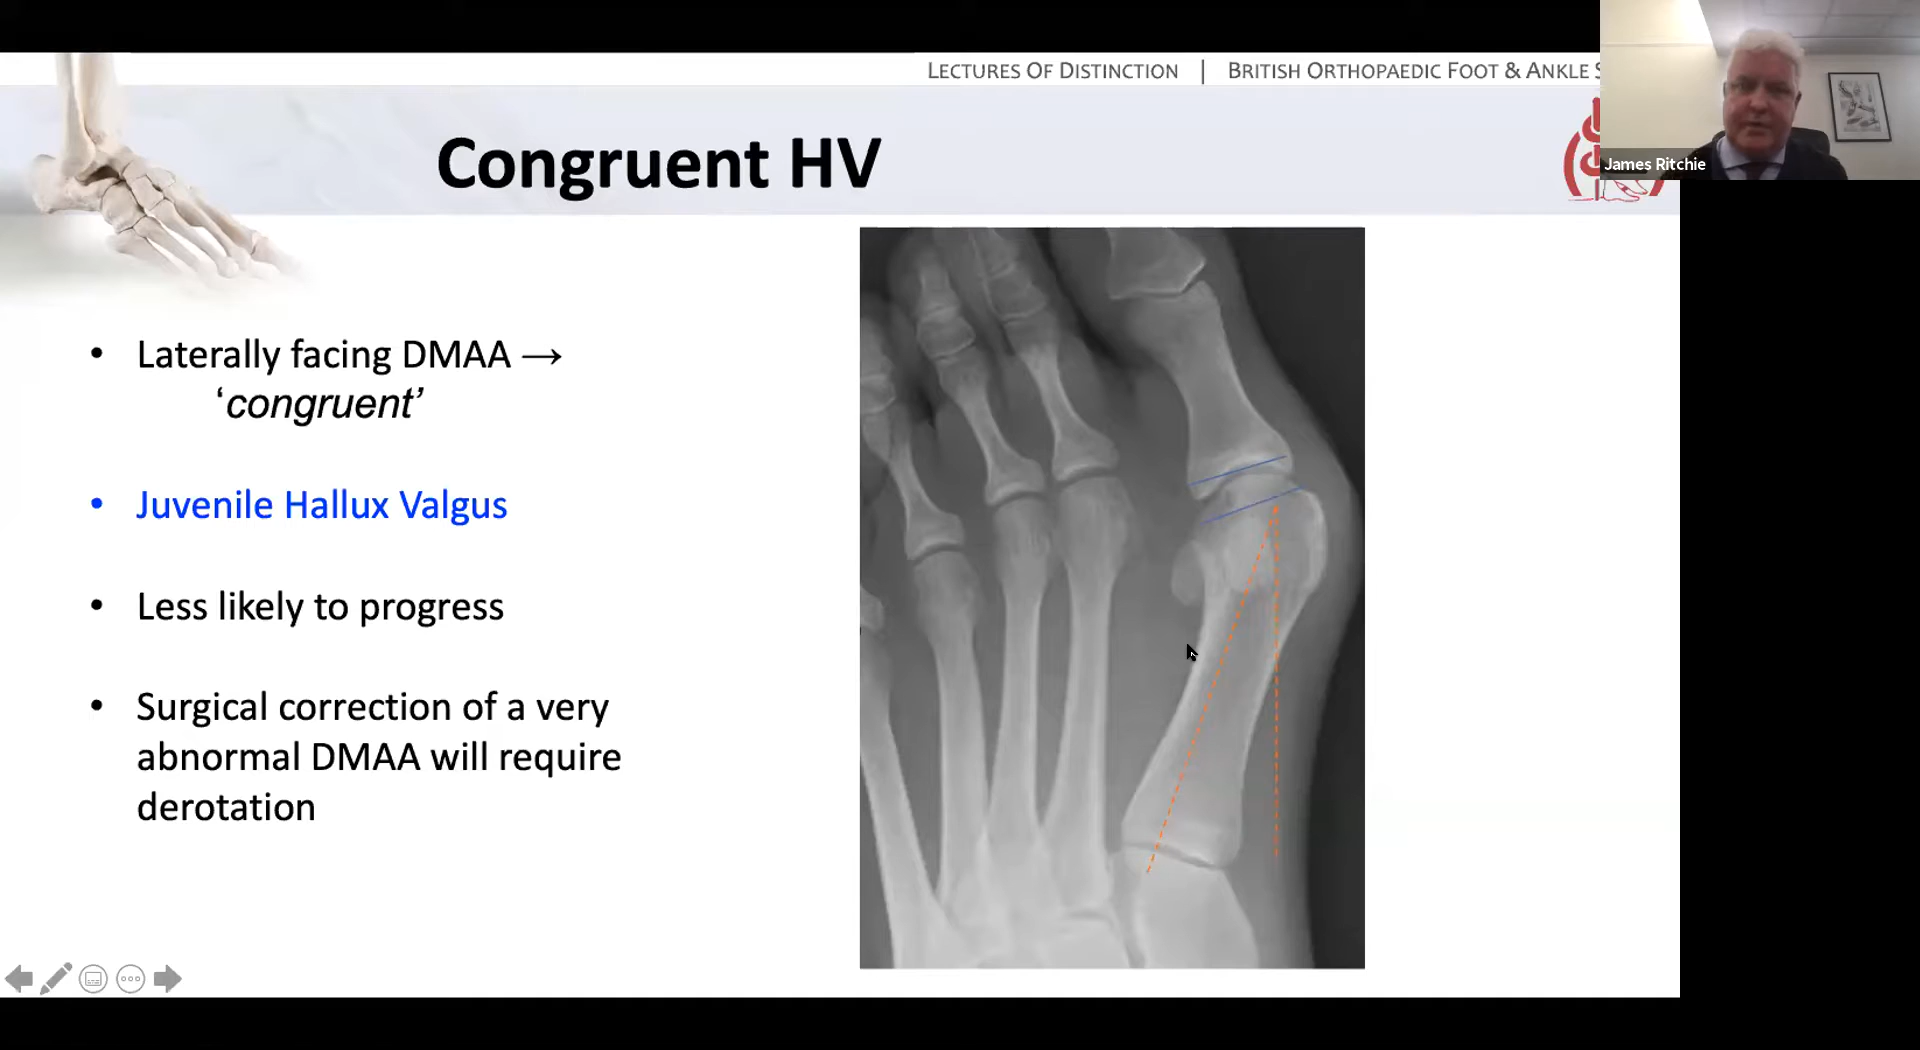 LECTURES OF DISTINCTION | BRITISH ORTHOPAEDIC FOOT & ANKLE
James Ritchie
Congruent HV
• Laterally facing DMAA →
‘congruent’
• Juvenile Hallux Valgus
• Less likely to progress
• Surgical correction of a very
abnormal DMAA will require
derotation